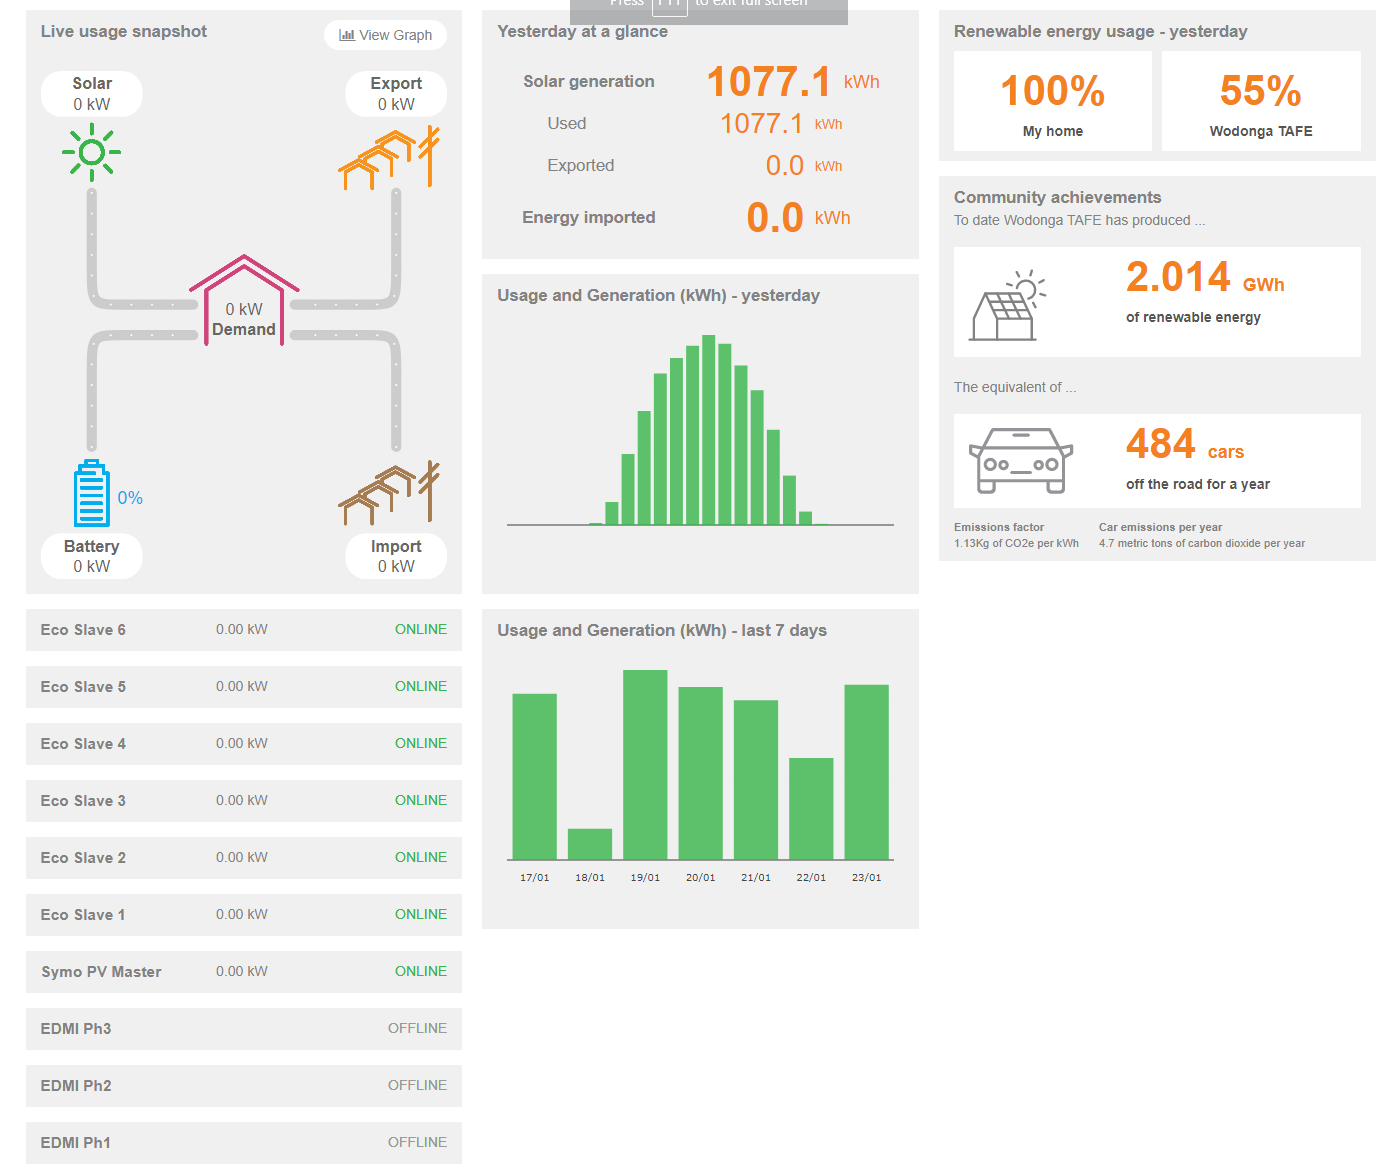 Press F11 to exit full screen
Live usage snapshot
View Graph
Solar
0 kW
Export
0 kW
0 kW
Demand
0%
Battery
0 kW
Import
0 kW
Eco Slave 6 0.00 kW ONLINE
Eco Slave 5 0.00 kW ONLINE
Eco Slave 4 0.00 kW ONLINE
Eco Slave 3 0.00 kW ONLINE
Eco Slave 2 0.00 kW ONLINE
Eco Slave 1 0.00 kW ONLINE
Symo PV Master 0.00 kW ONLINE
EDMI Ph3 OFFLINE
EDMI Ph2 OFFLINE
EDMI Ph1 OFFLINE
Yesterday at a glance
Solar generation 1077.1 kWh
Used 1077.1 kWh
Exported 0.0 kWh
Energy imported 0.0 kWh
Usage and Generation (kWh) - yesterday
Usage and Generation (kWh) - last 7 days
17/01 18/01 19/01 20/01 21/01 22/01 23/01
Renewable energy usage - yesterday
100%
My home
55%
Wodonga TAFE
Community achievements
To date Wodonga TAFE has produced ...
2.014 GWh
of renewable energy
The equivalent of ...
484 cars
off the road for a year
Emissions factor
1.13Kg of CO2e per kWh
Car emissions per year
4.7 metric tons of carbon dioxide per year